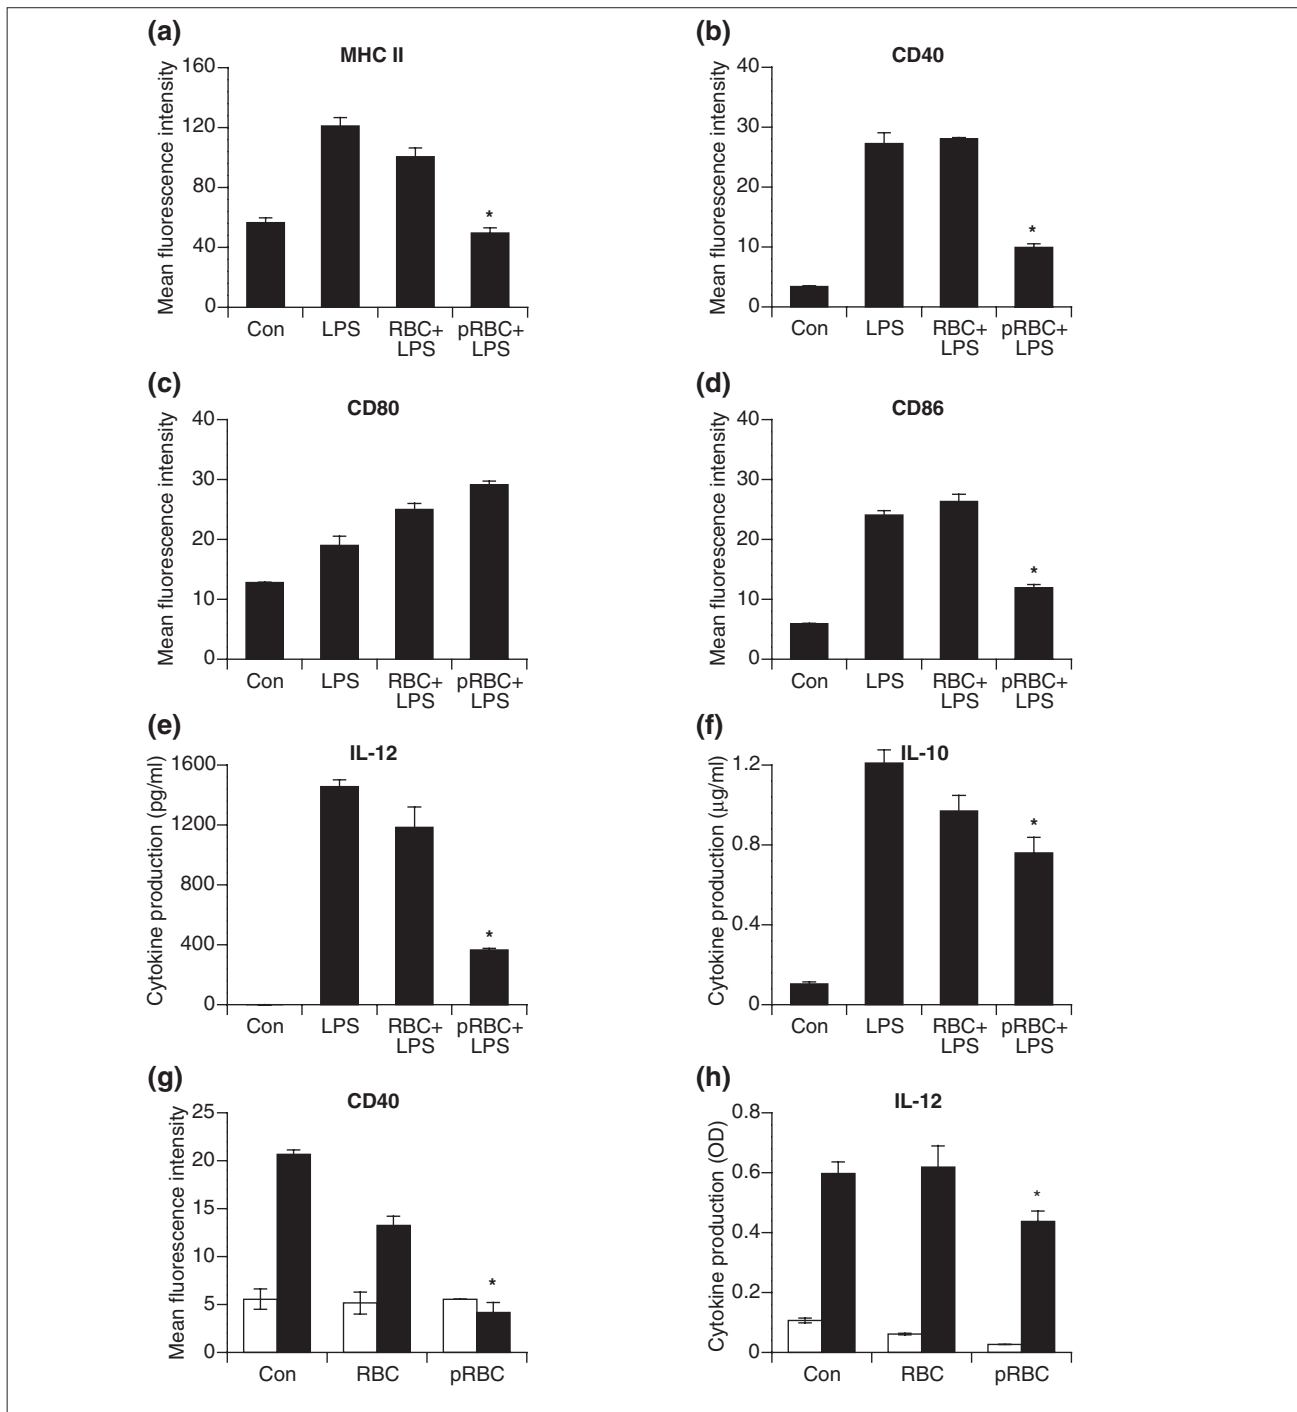 (a)
MHC II
Mean fluorescence intensity
160
120
80
40
0
Con
LPS
RBC+
LPS
pRBC+
LPS
*
(b)
CD40
Mean fluorescence intensity
40
30
20
10
0
Con
LPS
RBC+
LPS
pRBC+
LPS
*
(c)
CD80
Mean fluorescence intensity
40
30
20
10
0
Con
LPS
RBC+
LPS
pRBC+
LPS
(d)
CD86
Mean fluorescence intensity
40
30
20
10
0
Con
LPS
RBC+
LPS
pRBC+
LPS
*
(e)
IL-12
Cytokine production (pg/ml)
1600
1200
800
400
0
Con
LPS
RBC+
LPS
pRBC+
LPS
*
(f)
IL-10
Cytokine production (μg/ml)
1.2
0.8
0.4
0
Con
LPS
RBC+
LPS
pRBC+
LPS
*
(g)
CD40
Mean fluorescence intensity
25
20
15
10
5
0
Con
RBC
pRBC
*
(h)
IL-12
Cytokine production (OD)
0.8
0.6
0.4
0.2
0
Con
RBC
pRBC
*